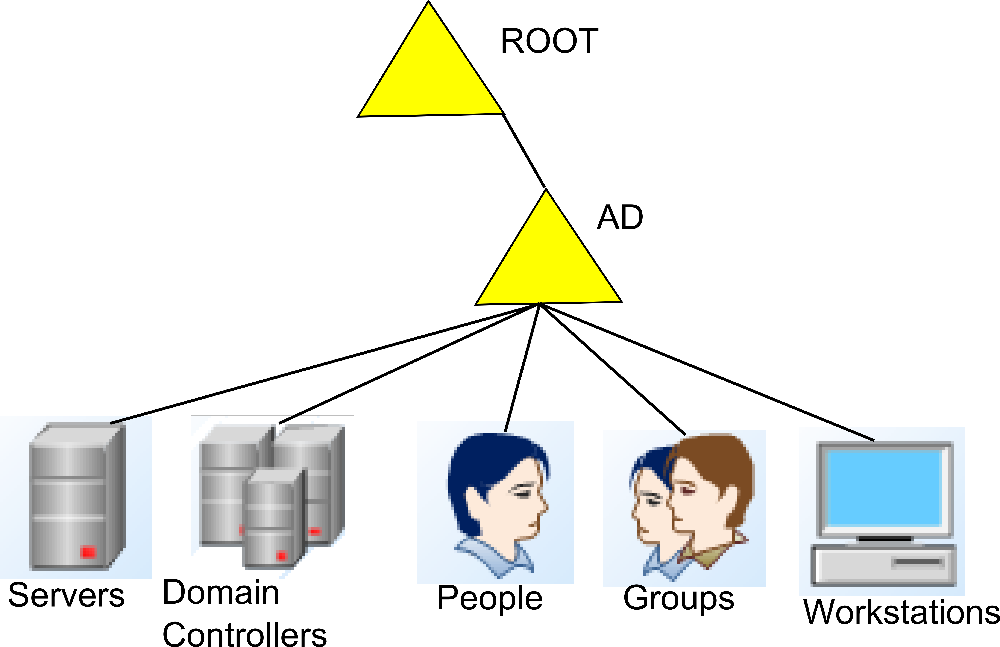 ROOT
AD
Servers
Domain
Controllers
People
Groups
Workstations